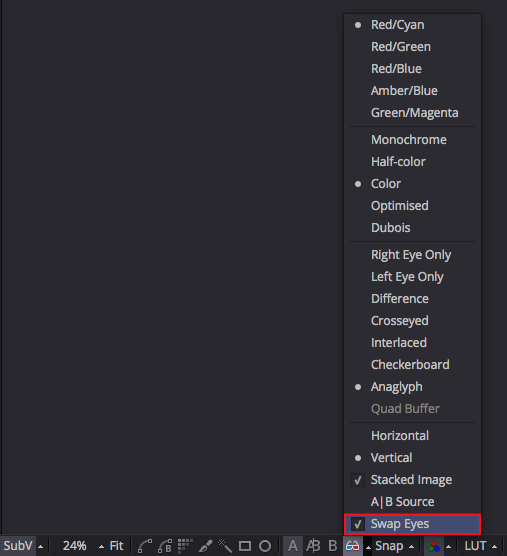 Red/Cyan
Red/Green
Red/Blue
Amber/Blue
Green/Magenta
Monochrome
Half-color
Color
Optimised
Dubois
Right Eye Only
Left Eye Only
Difference
Crosseyed
Interlaced
Checkerboard
Anaglyph
Quad Buffer
Horizontal
Vertical
Stacked Image
A|B Source
Swap Eyes
SubV 24% Fit A A|B B Snap LUT